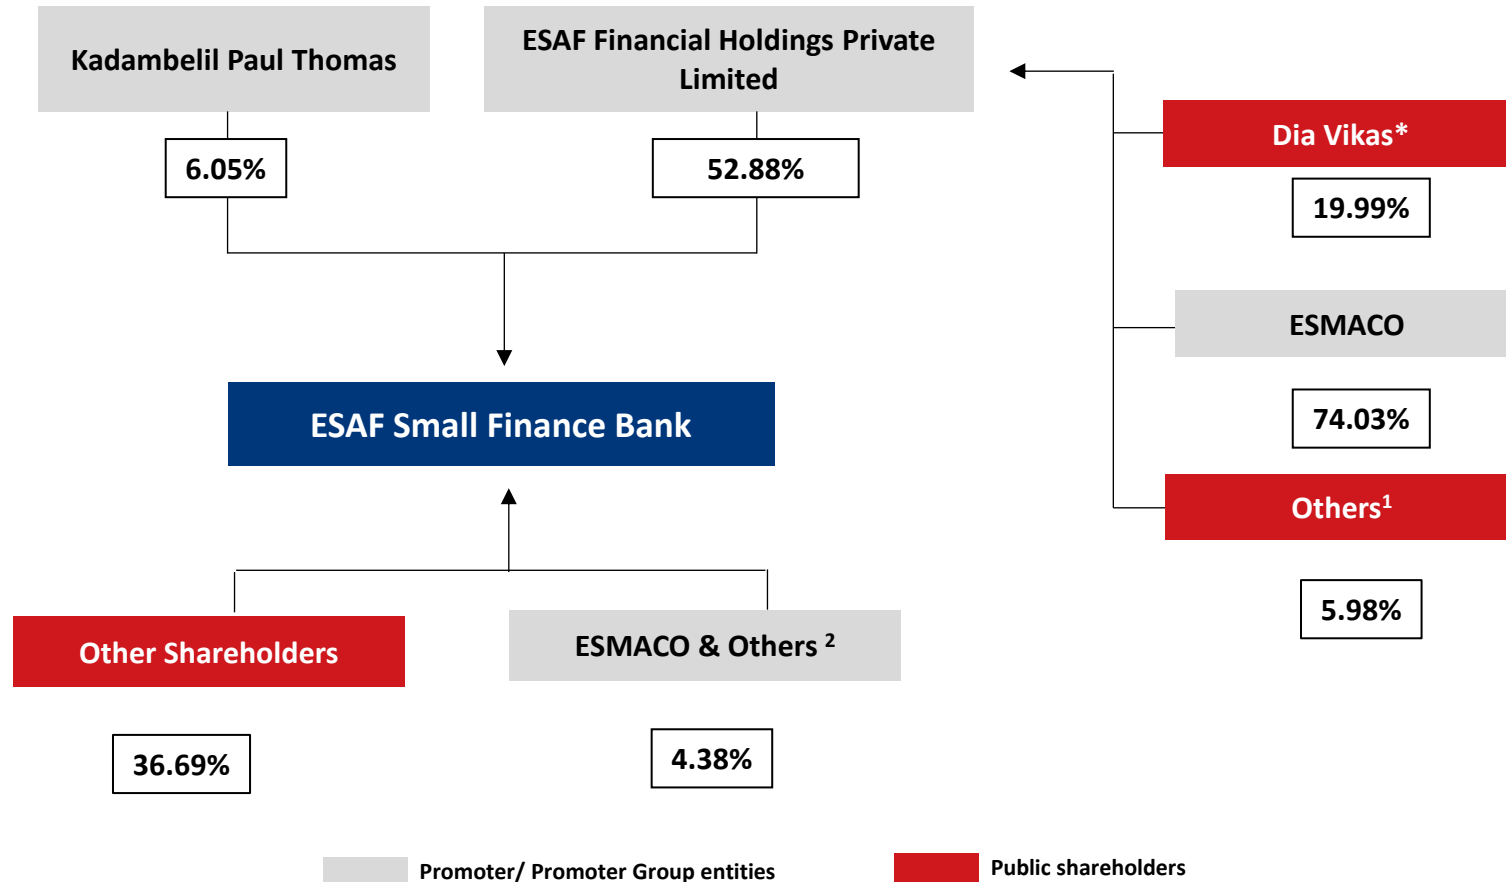 Kadambelil Paul Thomas
ESAF Financial Holdings Private
Limited
6.05%
52.88%
Dia Vikas*
19.99%
ESMACO
74.03%
Others¹
5.98%
ESAF Small Finance Bank
Other Shareholders
ESMACO & Others ²
36.69%
4.38%
Promoter/ Promoter Group entities
Public shareholders